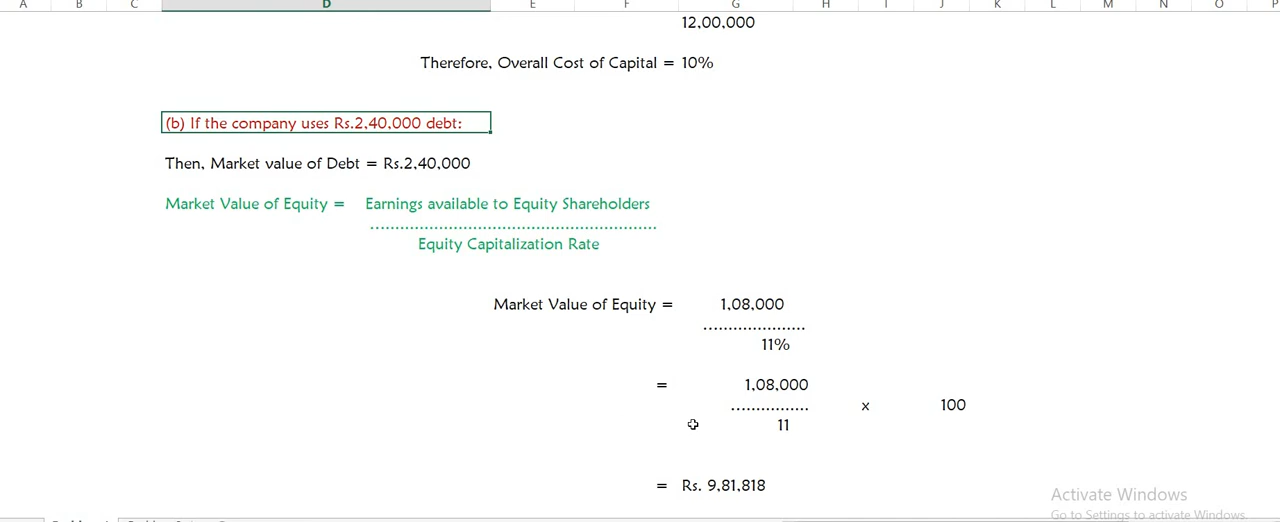 A B C D E F G H I J K L M N O P
12,00,000
Therefore, Overall Cost of Capital = 10%
(b) If the company uses Rs.2,40,000 debt:
Then, Market value of Debt = Rs.2,40,000
Market Value of Equity = Earnings available to Equity Shareholders
............................................................
Equity Capitalization Rate
Market Value of Equity = 1,08,000
.....................
11%
= 1,08,000
................ x 100
11
= Rs. 9,81,818
Activate Windows
Go to Settings to activate Windows.